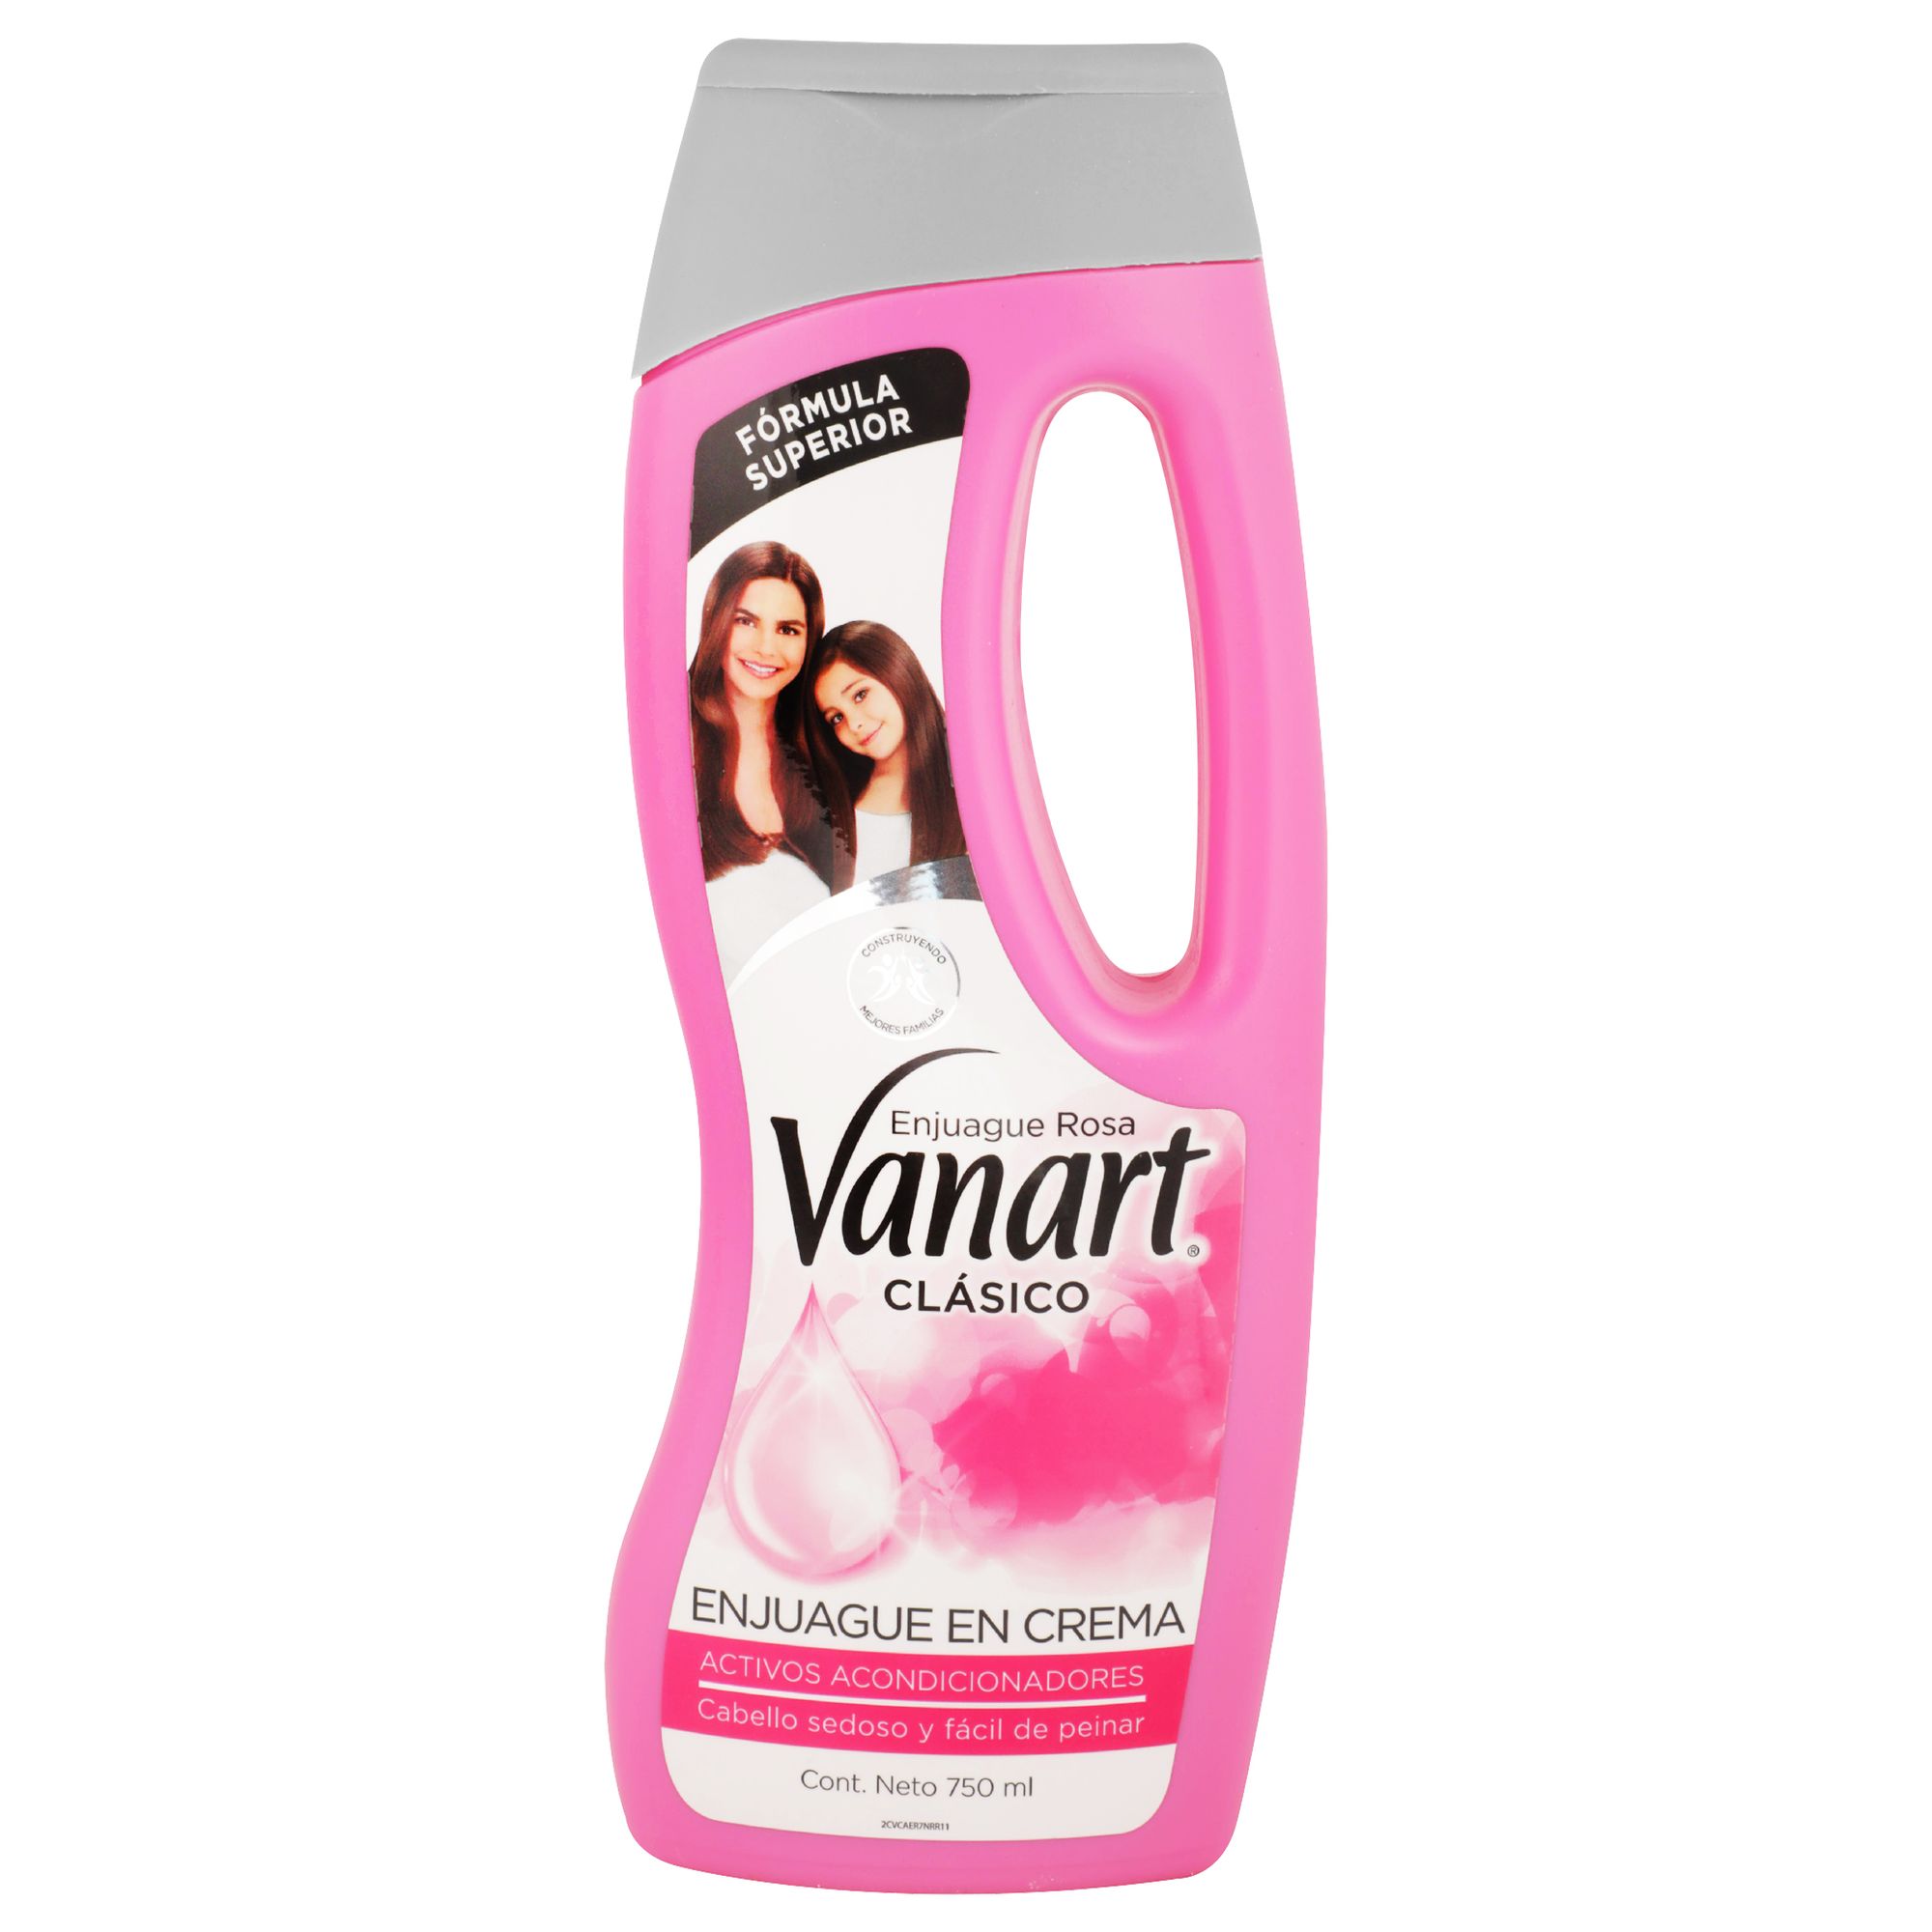 FÓRMULA
SUPERIOR
CONSTRUYENDO
MEJORES FAMILIAS
Enjuague Rosa
Vanart®
CLÁSICO
ENJUAGUE EN CREMA
ACTIVOS ACONDICIONADORES
Cabello sedoso y fácil de peinar
Cont. Neto 750 ml
2CVCAER7NRR11